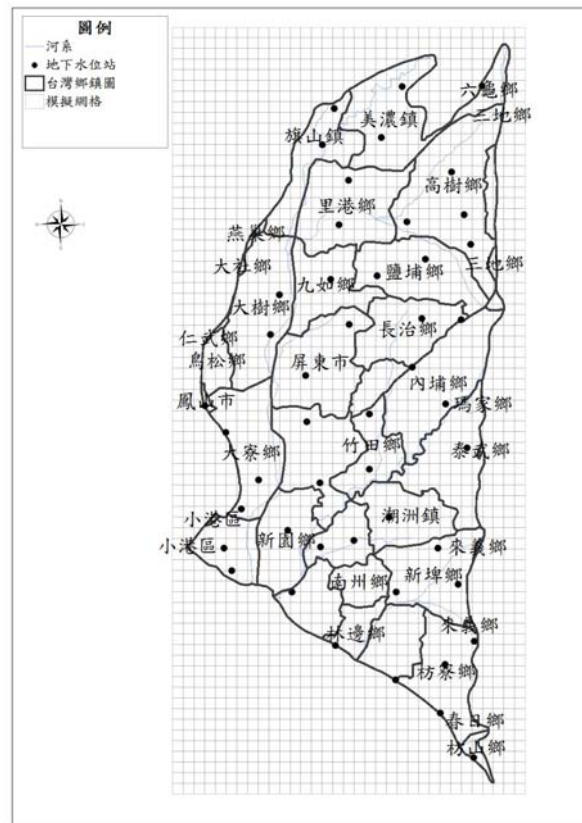 圖例
河系
地下水位站
台灣鄉鎮圖
模擬網格
六龜鄉
三地鄉
美濃鎮
旗山鎮
高樹鄉
里港鄉
燕巢鄉
大社鄉
三地鄉
鹽埔鄉
九如鄉
大樹鄉
長治鄉
仁武鄉
鳥松鄉
屏東市
內埔鄉
鳳山市
瑪家鄉
竹田鄉
大寮鄉
泰武鄉
潮洲鎮
小港區
新園鄉
小港區
來義鄉
南州鄉
新埤鄉
林邊鄉
來義鄉
枋寮鄉
春日鄉
枋山鄉